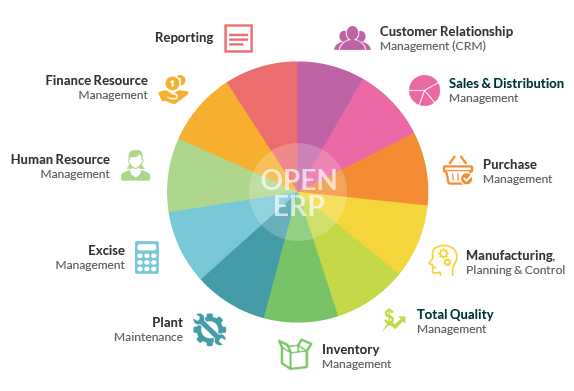 Reporting
Customer Relationship
Management (CRM)
Finance Resource
Management
Sales & Distribution
Management
Human Resource
Management
Purchase
Management
OPEN
ERP
Excise
Management
Manufacturing,
Planning & Control
Plant
Maintenance
Total Quality
Management
Inventory
Management